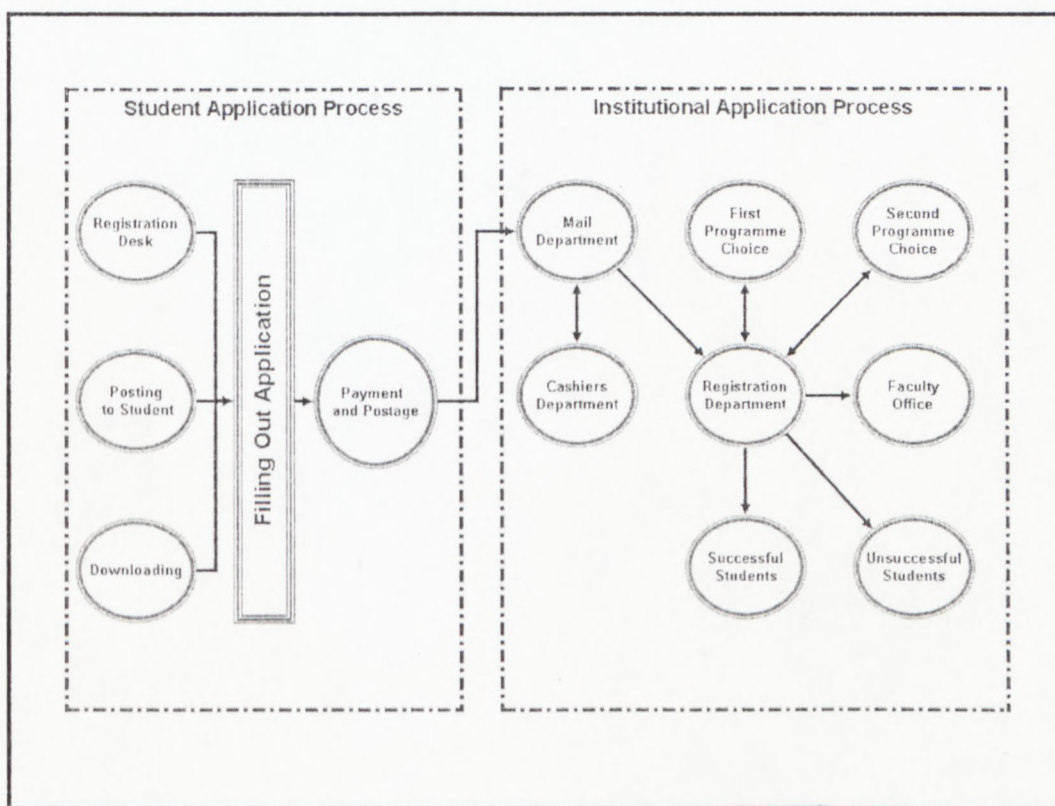 Student Application Process
Registration
Desk
Posting
to Student
Downloading
Filling Out Application
Payment
and Postage
Institutional Application Process
Mail
Department
First
Programme
Choice
Second
Programme
Choice
Cashiers
Department
Registration
Department
Faculty
Office
Successful
Students
Unsuccessful
Students